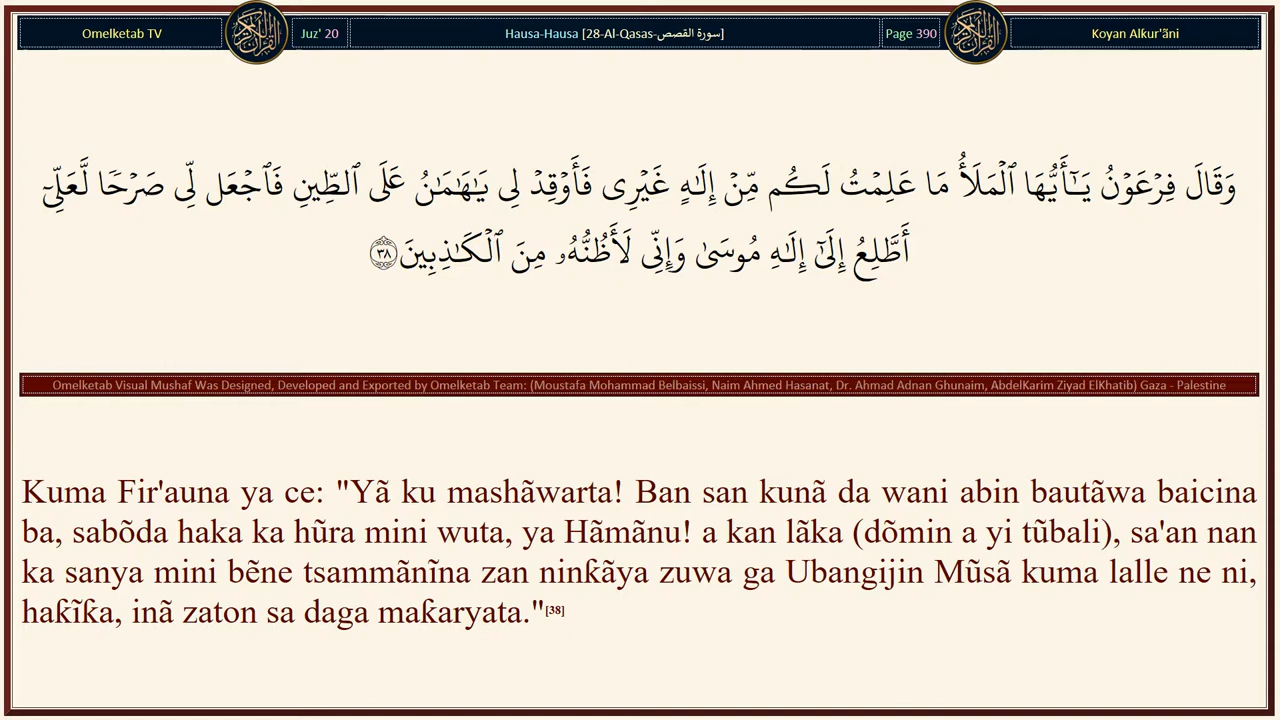 Omelketab TV
Juz' 20
Hausa-Hausa [28-Al-Qasas-سورة القصص]
Page 390
Koyan Alƙur'ãni
وَقَالَ فِرْعَوْنُ يَـٰٓأَيُّهَا ٱلْمَلَأُ مَا عَلِمْتُ لَكُم مِّنْ إِلَـٰهٍ غَيْرِى فَأَوْقِدْ لِى يَـٰهَـٰمَـٰنُ عَلَى ٱلطِّينِ فَٱجْعَل لِّى صَرْحًا لَّعَلِّىٓ
أَطَّلِعُ إِلَىٰٓ إِلَـٰهِ مُوسَىٰ وَإِنِّى لَأَظُنُّهُۥ مِنَ ٱلْكَـٰذِبِينَ ٣٨
Omelketab Visual Mushaf Was Designed, Developed and Exported by Omelketab Team: (Moustafa Mohammad Belbaissi, Naim Ahmed Hasanat, Dr. Ahmad Adnan Ghunaim, AbdelKarim Ziyad ElKhatib) Gaza - Palestine
Kuma Fir'auna ya ce: "Yã ku mashãwarta! Ban san kunã da wani abin bautãwa baicina
ba, sabõda haka ka hũra mini wuta, ya Hãmãnu! a kan lãka (dõmin a yi tũbali), sa'an nan
ka sanya mini bẽne tsammãnĩna zan ninƙãya zuwa ga Ubangijin Mũsã kuma lalle ne ni,
haƙĩƙa, inã zaton sa daga maƙaryata."[38]